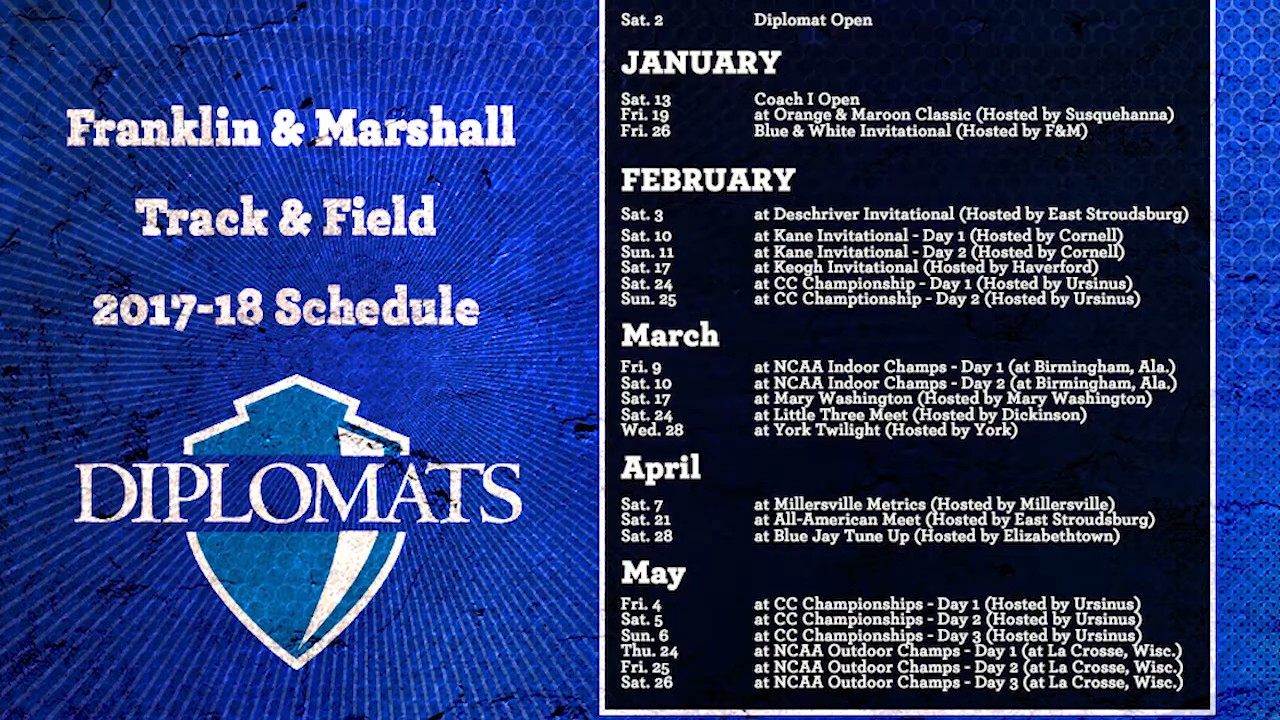 Franklin & Marshall
Track & Field
2017-18 Schedule
DIPLOMATS
Sat. 2 Diplomat Open
JANUARY
Sat. 13 Coach I Open
Fri. 19 at Orange & Maroon Classic (Hosted by Susquehanna)
Fri. 26 Blue & White Invitational (Hosted by F&M)
FEBRUARY
Sat. 3 at Deschriver Invitational (Hosted by East Stroudsburg)
Sat. 10 at Kane Invitational - Day 1 (Hosted by Cornell)
Sun. 11 at Kane Invitational - Day 2 (Hosted by Cornell)
Sat. 17 at Keogh Invitational (Hosted by Haverford)
Sat. 24 at CC Championship - Day 1 (Hosted by Ursinus)
Sun. 25 at CC Champtionship - Day 2 (Hosted by Ursinus)
March
Fri. 9 at NCAA Indoor Champs - Day 1 (at Birmingham, Ala.)
Sat. 10 at NCAA Indoor Champs - Day 2 (at Birmingham, Ala.)
Sat. 17 at Mary Washington (Hosted by Mary Washington)
Sat. 24 at Little Three Meet (Hosted by Dickinson)
Wed. 28 at York Twilight (Hosted by York)
April
Sat. 7 at Millersville Metrics (Hosted by Millersville)
Sat. 21 at All-American Meet (Hosted by East Stroudsburg)
Sat. 28 at Blue Jay Tune Up (Hosted by Elizabethtown)
May
Fri. 4 at CC Championships - Day 1 (Hosted by Ursinus)
Sat. 5 at CC Championships - Day 2 (Hosted by Ursinus)
Sun. 6 at CC Championships - Day 3 (Hosted by Ursinus)
Thu. 24 at NCAA Outdoor Champs - Day 1 (at La Crosse, Wisc.)
Fri. 25 at NCAA Outdoor Champs - Day 2 (at La Crosse, Wisc.)
Sat. 26 at NCAA Outdoor Champs - Day 3 (at La Crosse, Wisc.)